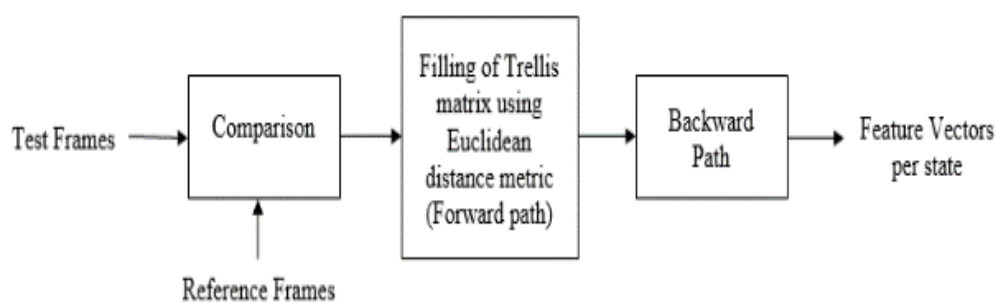 Test Frames
Comparison
Reference Frames
Filling of Trellis
matrix using
Euclidean
distance metric
(Forward path)
Backward
Path
Feature Vectors
per state